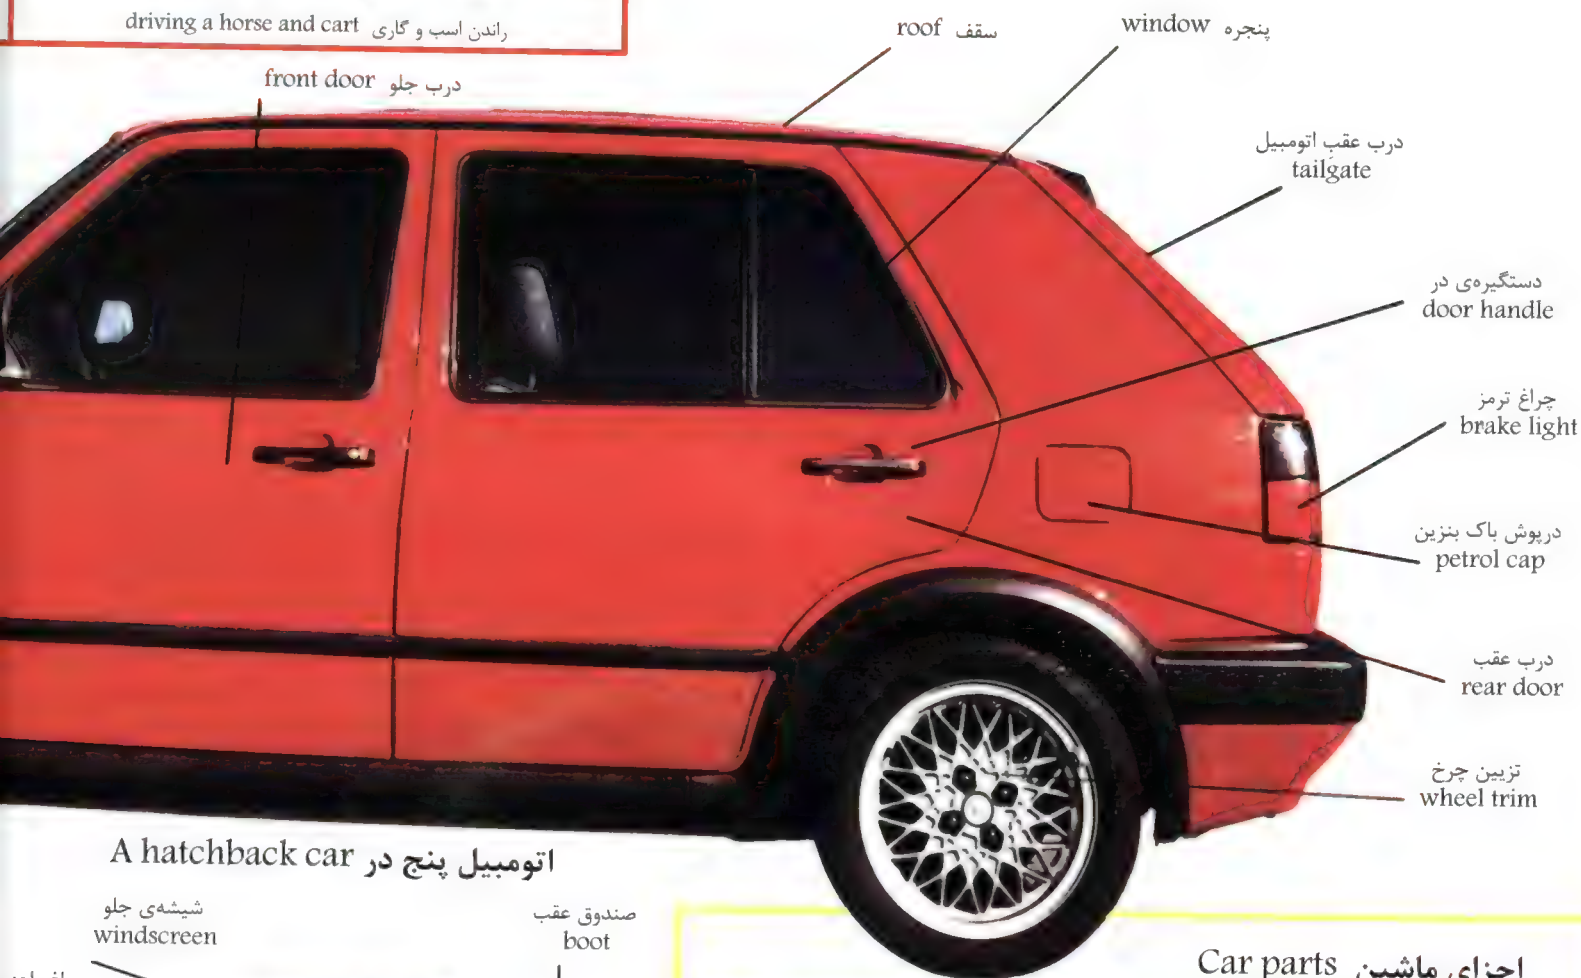 driving a horse and cart راندن اسب و گاری
roof سقف
window پنجره
front door درب جلو
درب عقبِ اتومبیل
tailgate
دستگیره‌ی در
door handle
چراغ ترمز
brake light
درپوش باک بنزین
petrol cap
درب عقب
rear door
تزیین چرخ
wheel trim
A hatchback car اتومبیل پنج در
شیشه‌ی جلو
windscreen
صندوق عقب
boot
Car parts اجزای ماشین